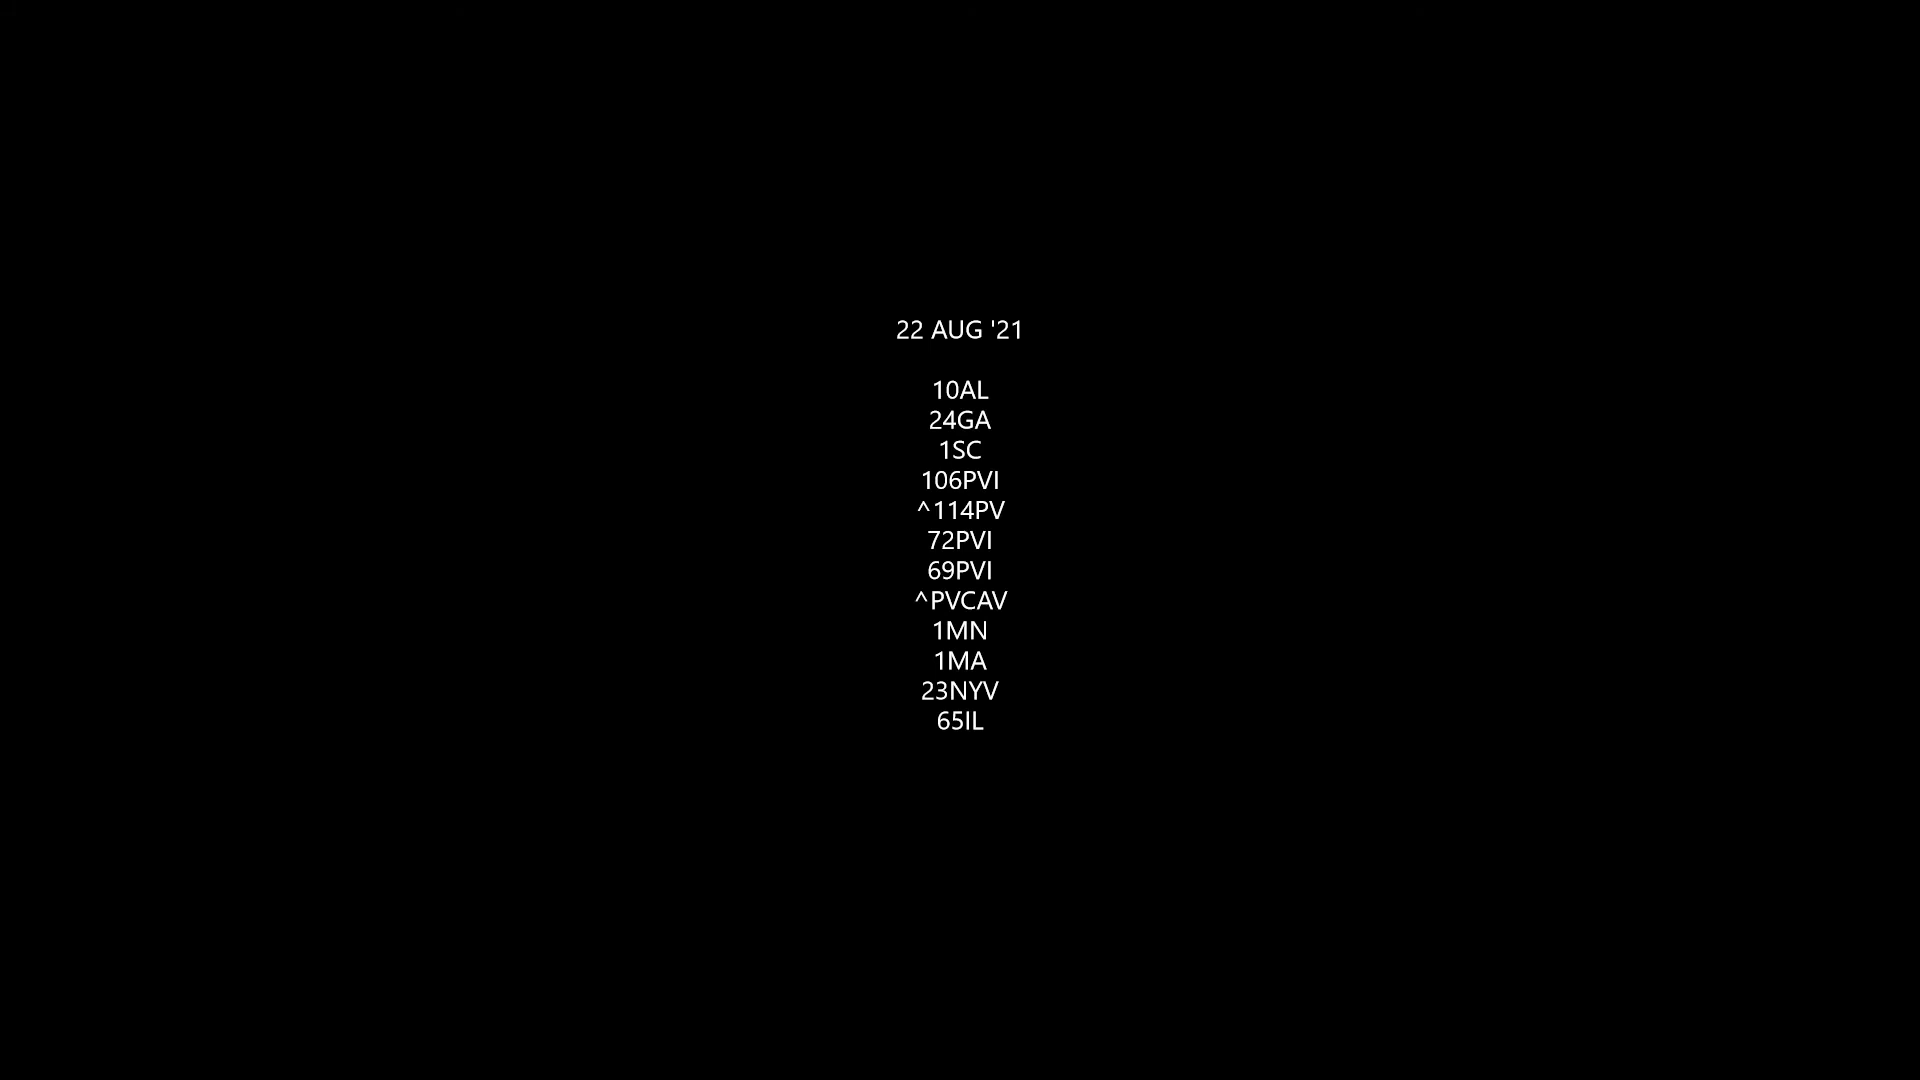 22 AUG '21
10AL
24GA
1SC
106PVI
^114PV
72PVI
69PVI
^PVCAV
1MN
1MA
23NYV
65IL